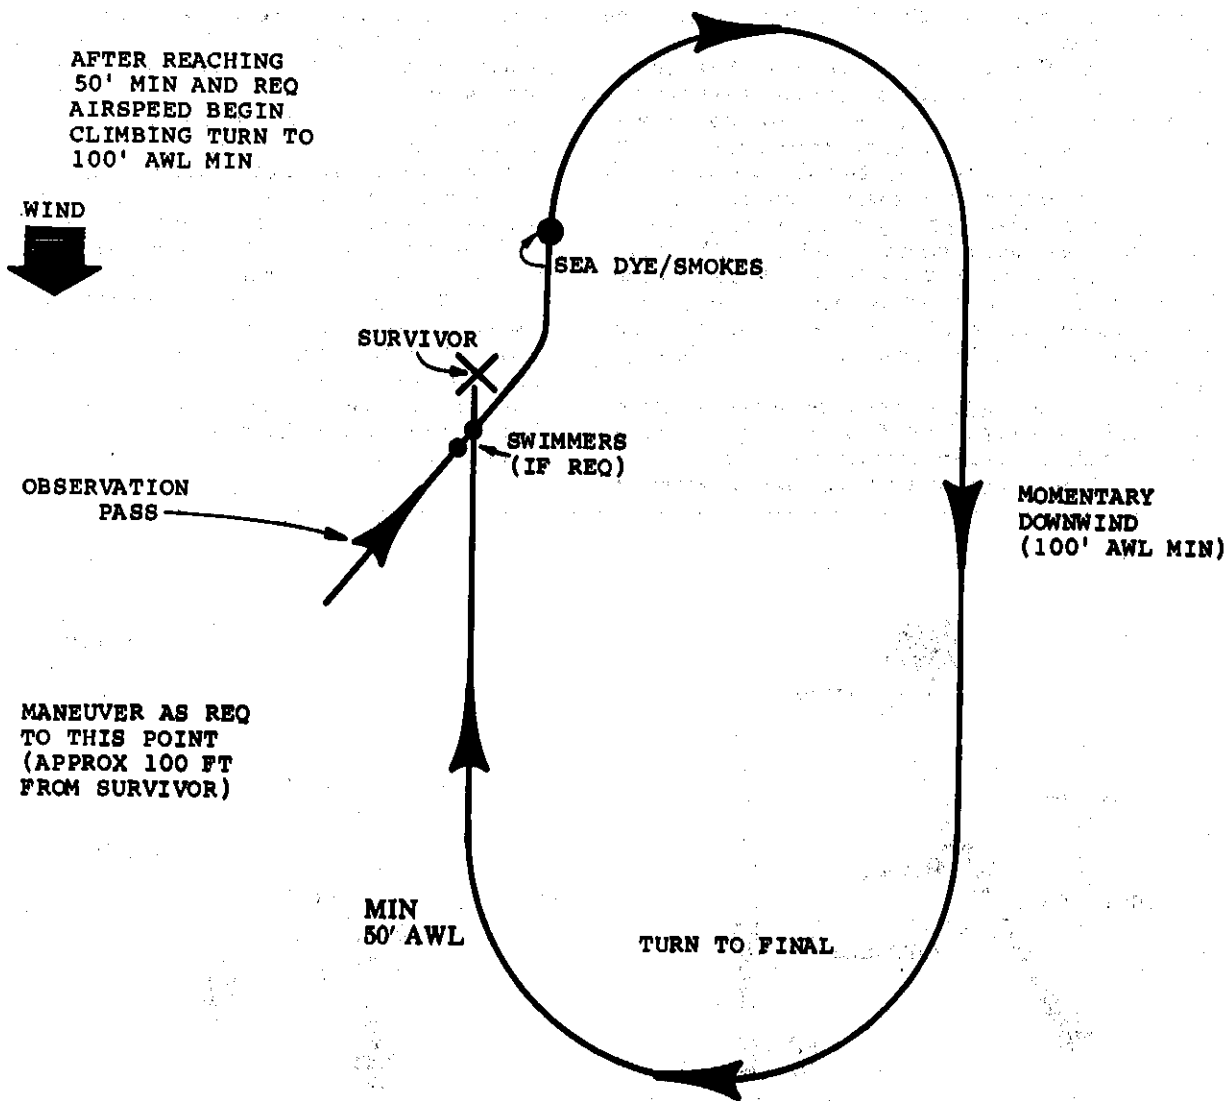 AFTER REACHING
50' MIN AND REQ
AIRSPEED BEGIN
CLIMBING TURN TO
100' AWL MIN
WIND
SEA DYE/SMOKES
SURVIVOR
SWIMMERS
(IF REQ)
OBSERVATION
PASS
MOMENTARY
DOWNWIND
(100' AWL MIN)
MANEUVER AS REQ
TO THIS POINT
(APPROX 100 FT
FROM SURVIVOR)
MIN
50' AWL
TURN TO FINAL